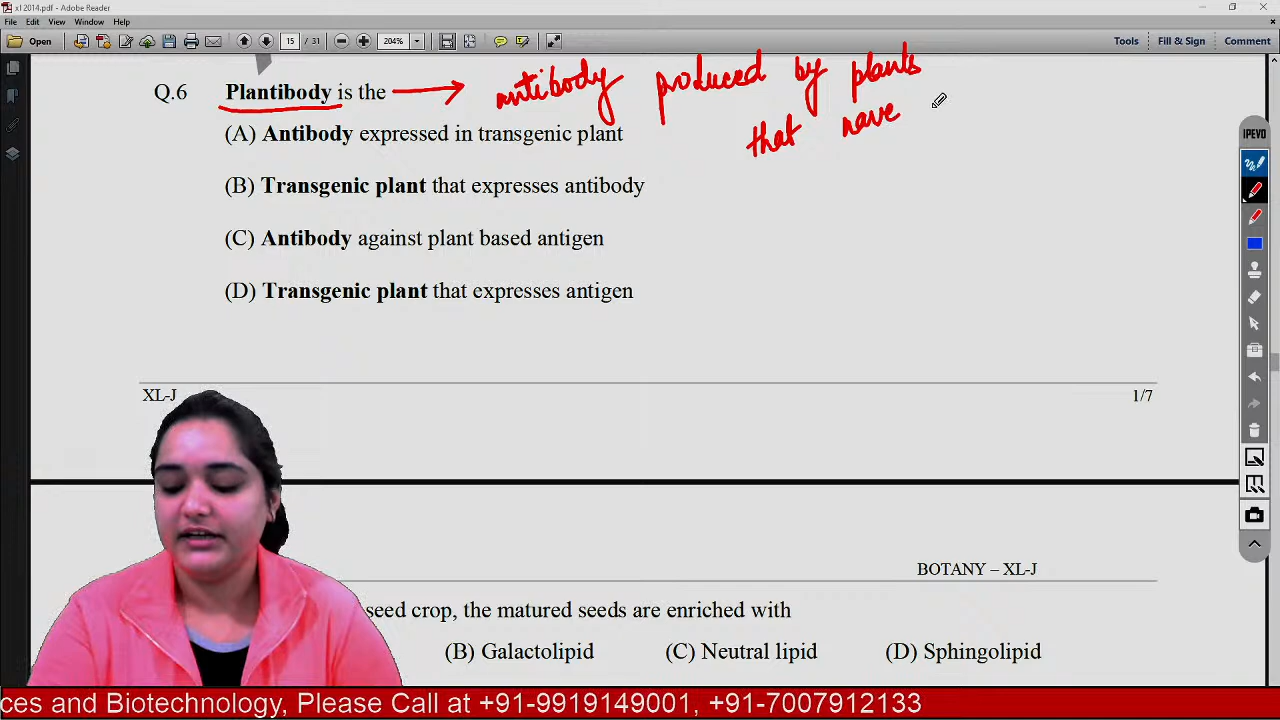 xl 2014.pdf - Adobe Reader
File Edit View Window Help
Open 15 / 31 204% Tools Fill & Sign Comment
antibody produced by plants
that have
Q.6 Plantibody is the
(A) Antibody expressed in transgenic plant
(B) Transgenic plant that expresses antibody
(C) Antibody against plant based antigen
(D) Transgenic plant that expresses antigen
XL-J 1/7
BOTANY – XL-J
seed crop, the matured seeds are enriched with
(B) Galactolipid (C) Neutral lipid (D) Sphingolipid
IPEVO
ces and Biotechnology, Please Call at +91-9919149001, +91-7007912133